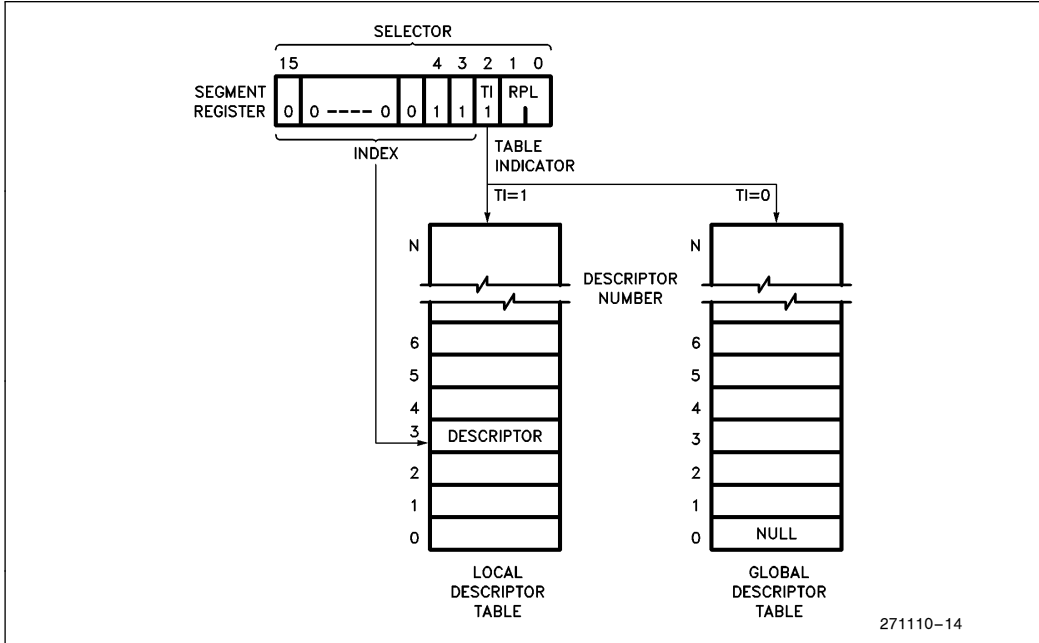 SELECTOR
15 4 3 2 1 0
SEGMENT REGISTER
TI RPL
0 0 ---- 0 0 1 1 1
INDEX
TABLE INDICATOR
TI=1
TI=0
N
N
DESCRIPTOR NUMBER
6
5
4
3
2
1
0
DESCRIPTOR
6
5
4
3
2
1
0
NULL
LOCAL
DESCRIPTOR
TABLE
GLOBAL
DESCRIPTOR
TABLE
271110–14